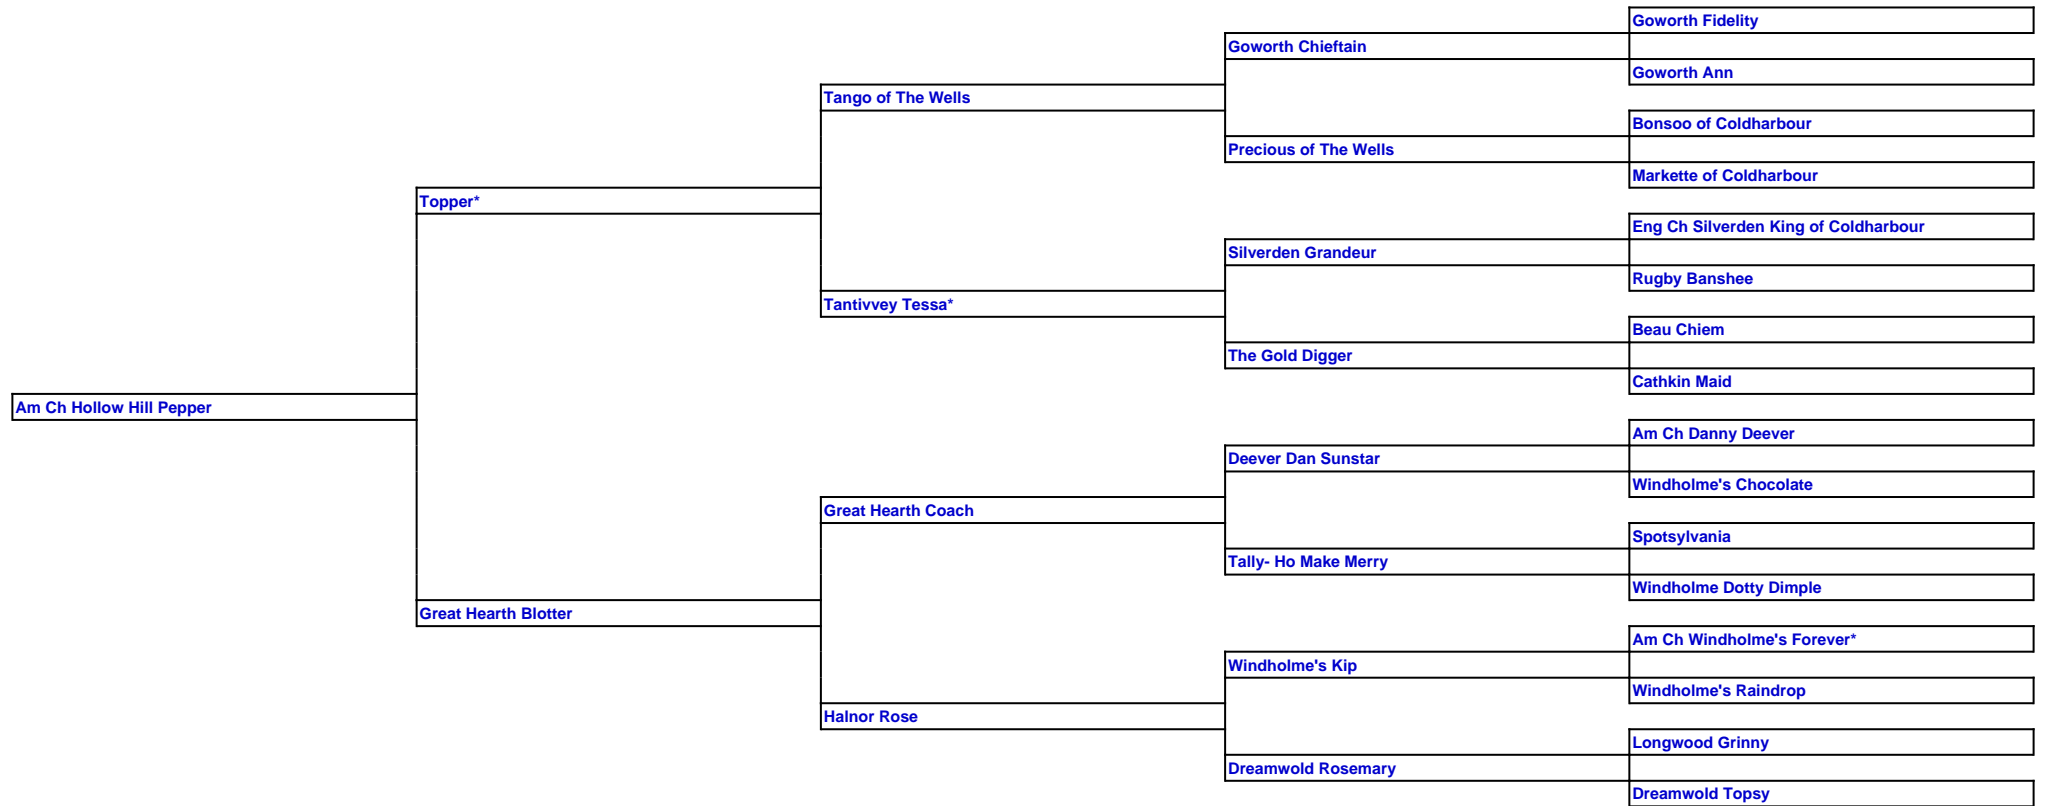 Goworth Fidelity
Goworth Chieftain
Goworth Ann
Tango of The Wells
Bonsoo of Coldharbour
Precious of The Wells
Markette of Coldharbour
Topper*
Eng Ch Silverden King of Coldharbour
Silverden Grandeur
Rugby Banshee
Tantivvey Tessa*
Beau Chiem
The Gold Digger
Cathkin Maid
Am Ch Hollow Hill Pepper
Am Ch Danny Deever
Deever Dan Sunstar
Windholme's Chocolate
Great Hearth Coach
Spotsylvania
Tally- Ho Make Merry
Windholme Dotty Dimple
Great Hearth Blotter
Am Ch Windholme's Forever*
Windholme's Kip
Windholme's Raindrop
Halnor Rose
Longwood Grinny
Dreamwold Rosemary
Dreamwold Topsy